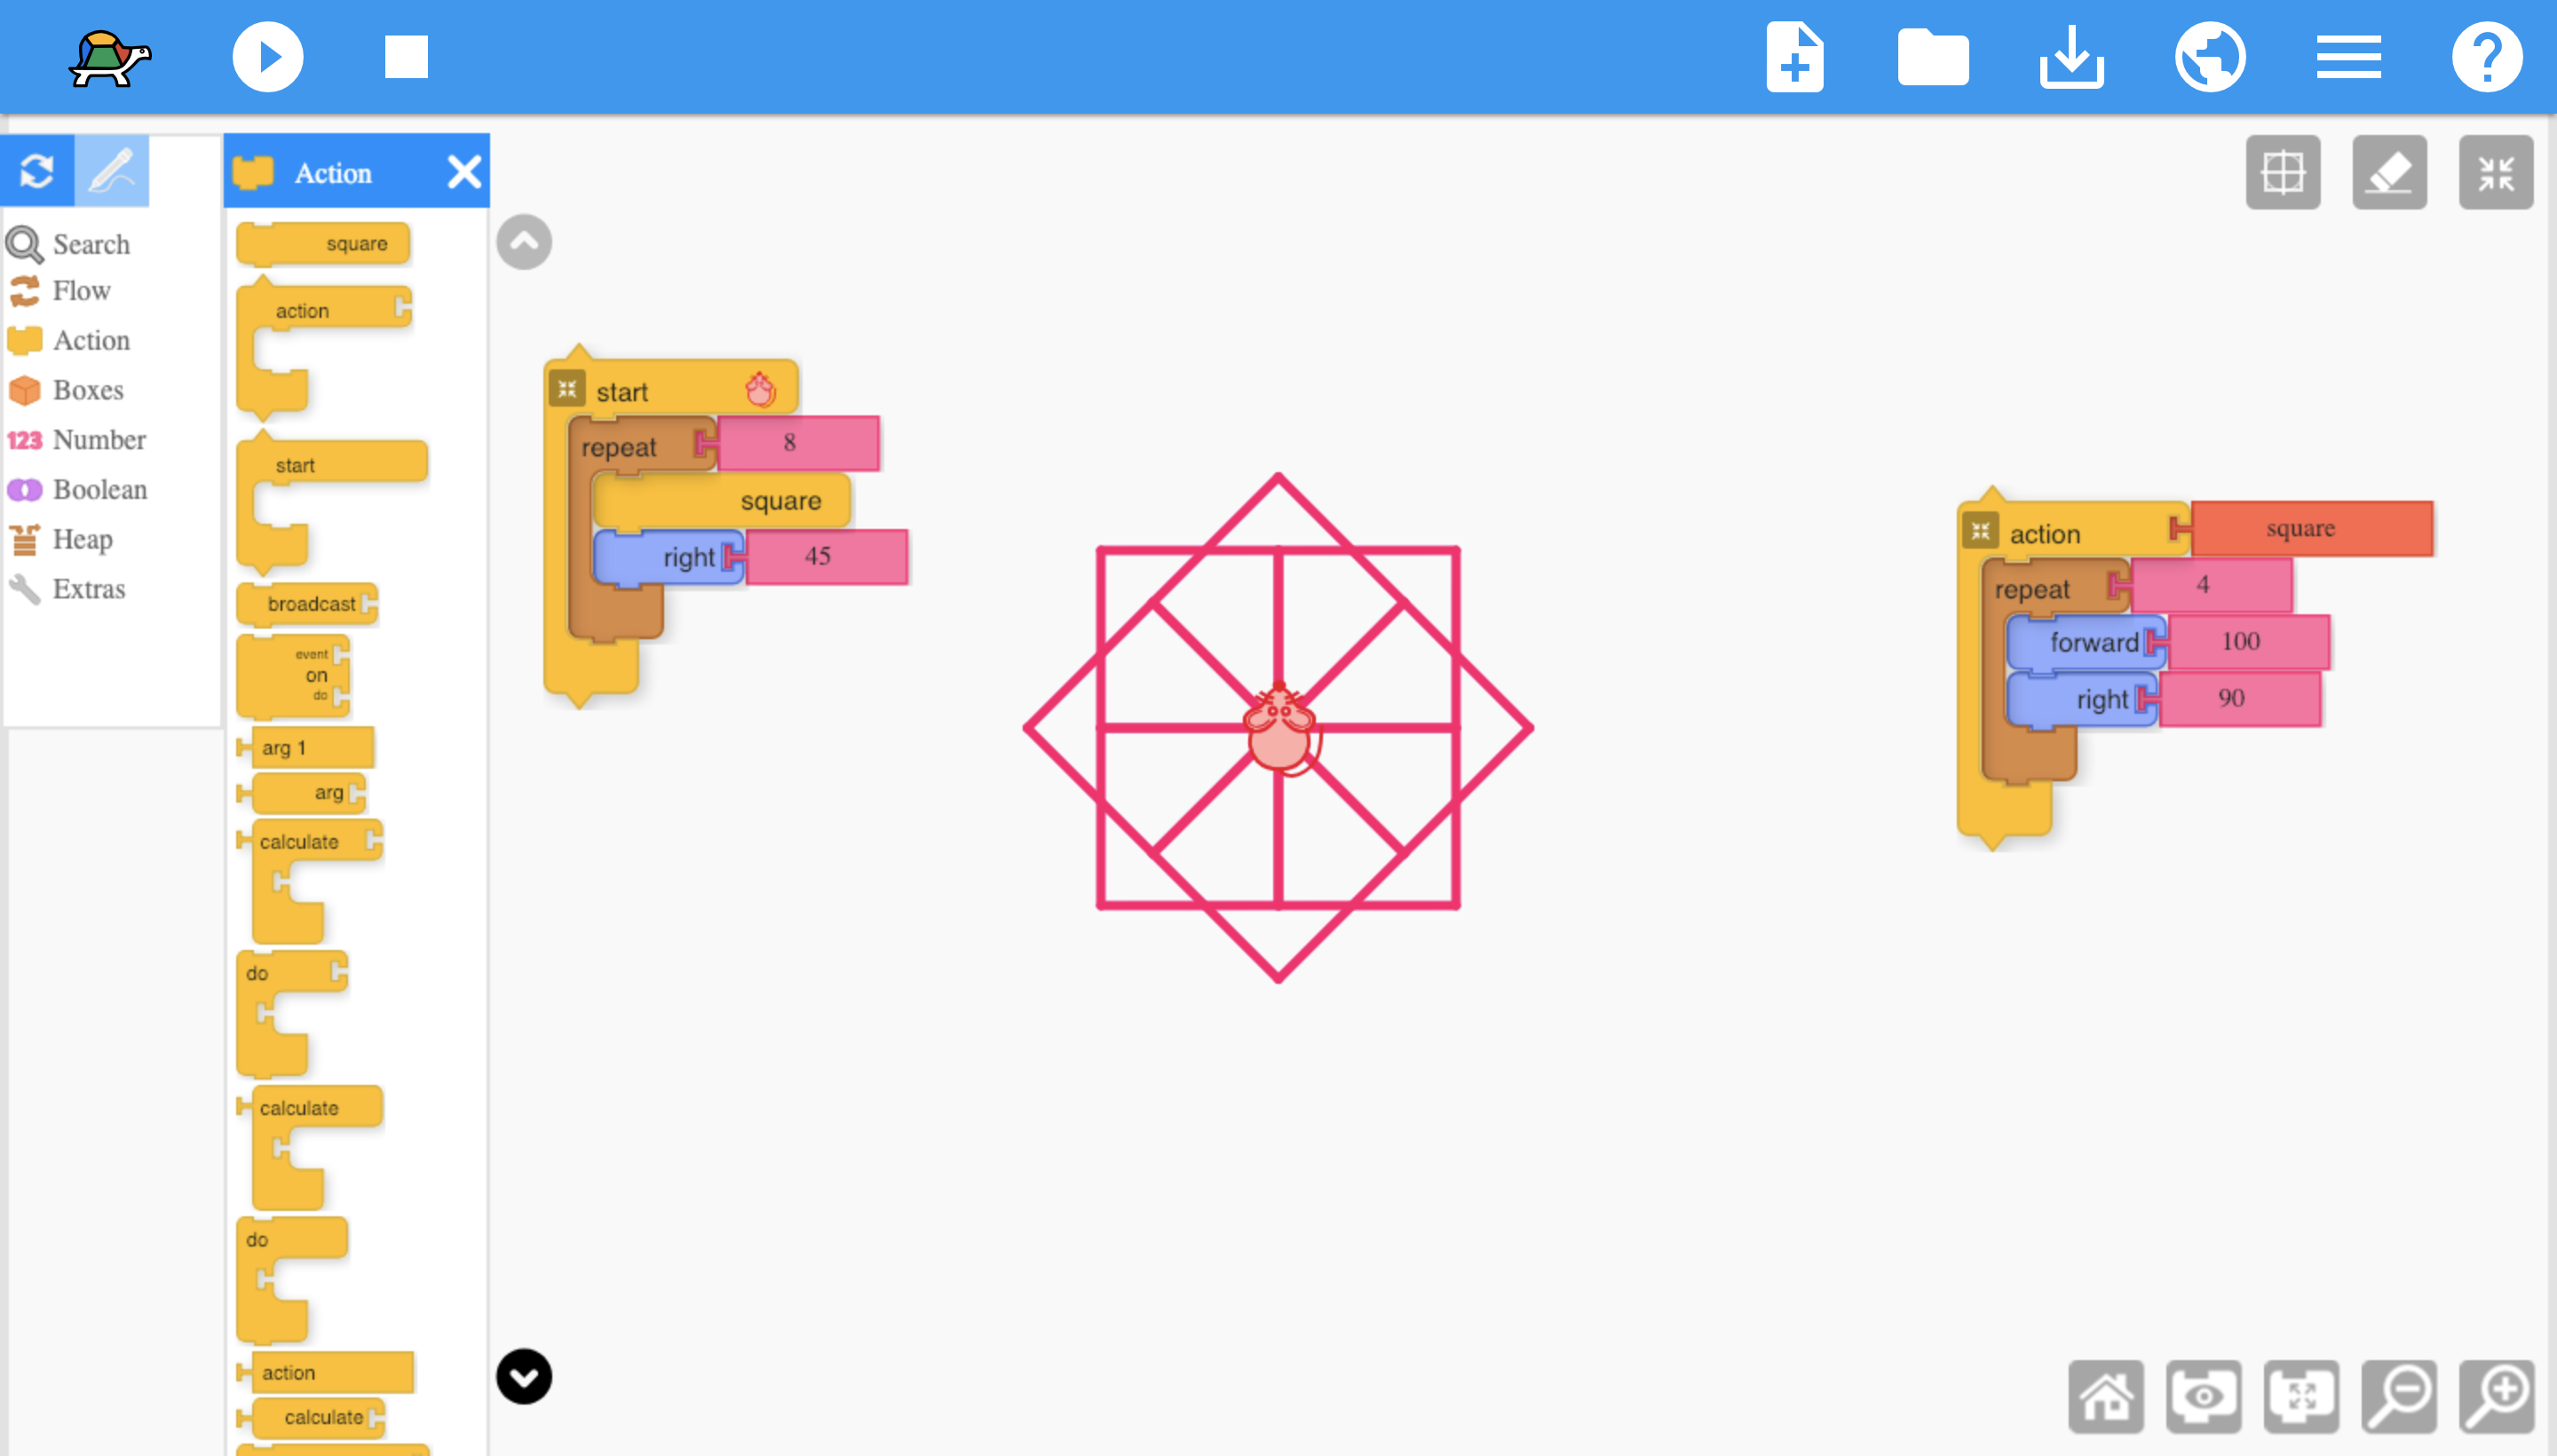 Action
Search
Flow
Action
Boxes
123 Number
Boolean
Heap
Extras
square
action
start
broadcast
event
on
do
arg 1
arg
calculate
do
calculate
do
action
calculate
start
repeat 8
square
right 45
action square
repeat 4
forward 100
right 90